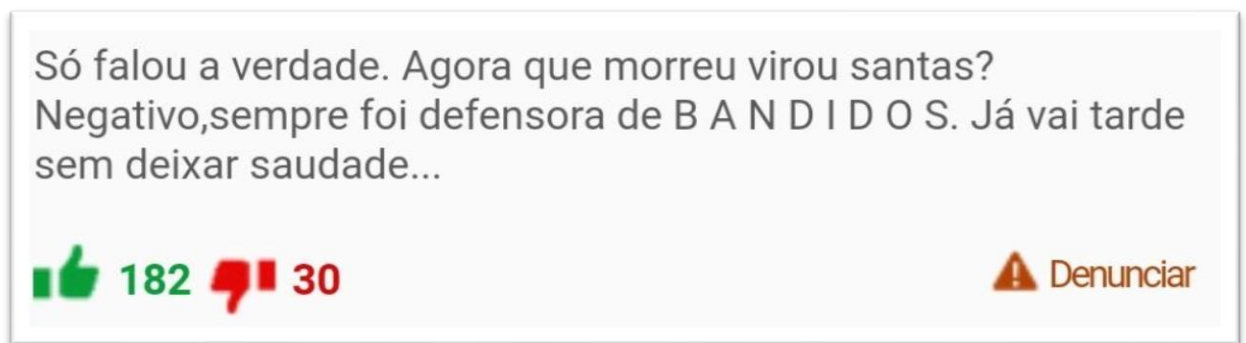 Só falou a verdade. Agora que morreu virou santas?
Negativo,sempre foi defensora de B A N D I D O S. Já vai tarde
sem deixar saudade...
182 30 Denunciar